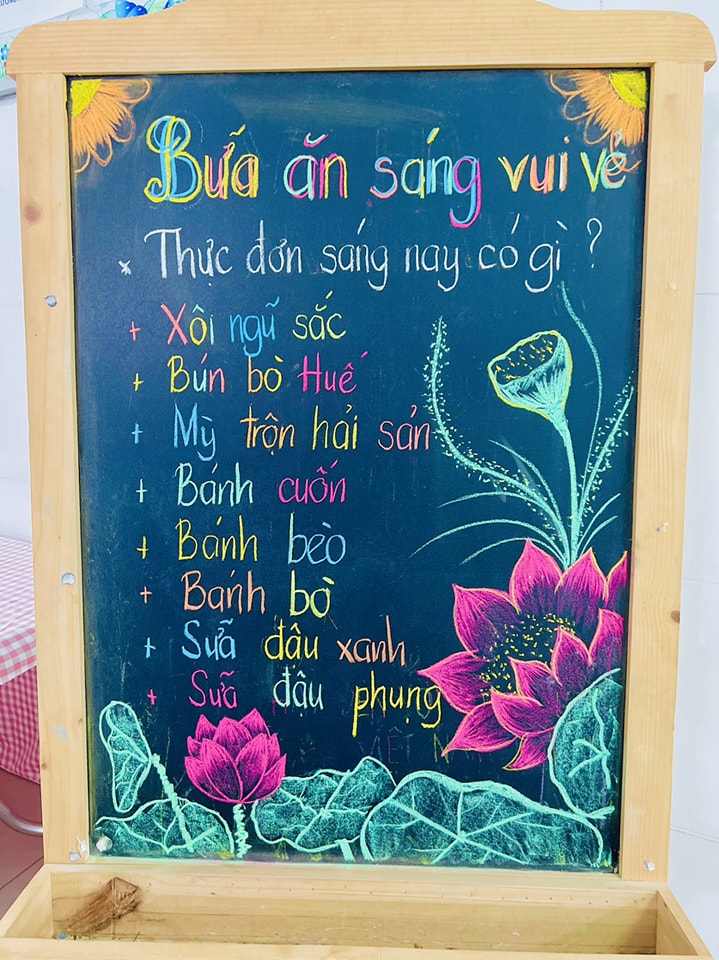 Bữa ăn sáng vui vẻ
* Thực đơn sáng nay có gì ?
+ Xôi ngũ sắc
+ Bún bò Huế
+ Mỳ trộn hải sản
+ Bánh cuốn
+ Bánh bèo
+ Bánh bò
+ Sữa đậu xanh
+ Sữa đậu phụng